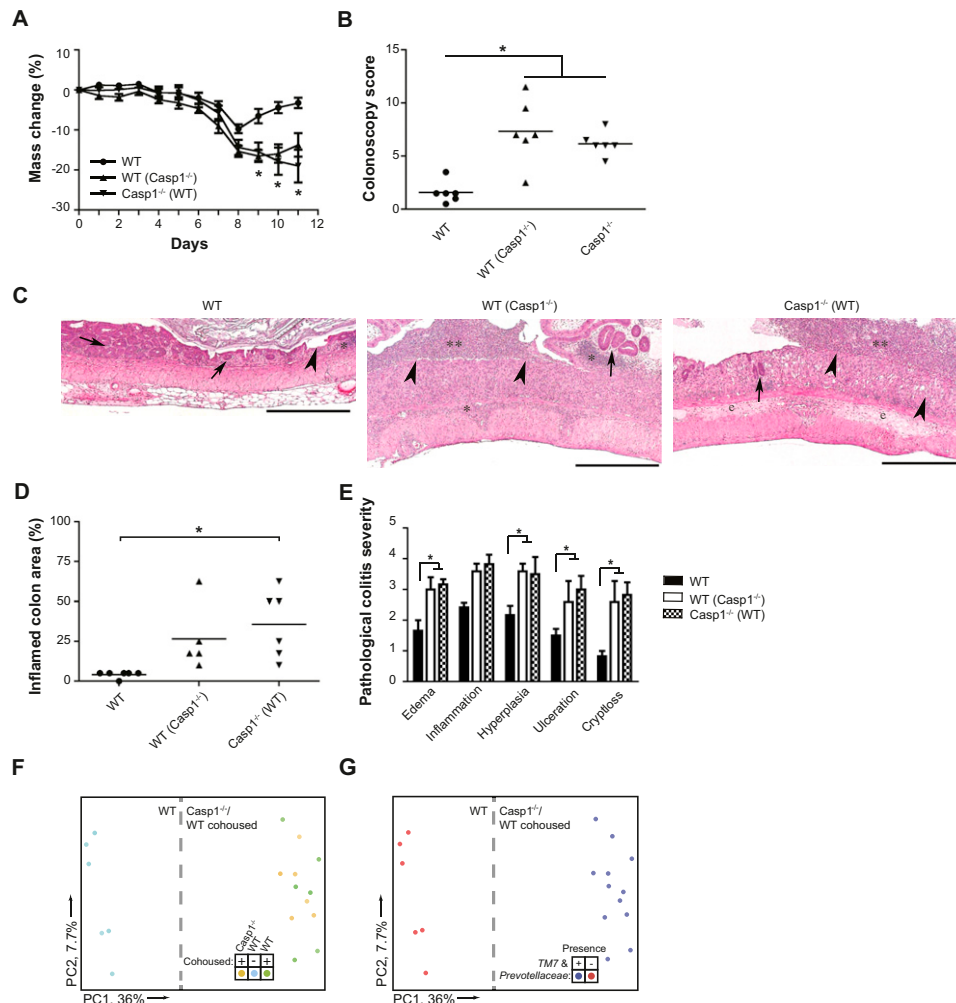 A
10
0
-10
-20
-30
Mass change (%)
WT
WT (Casp1-/-)
Casp1-/- (WT)
* * *
0 2 4 6 8 10 12
Days
B
*
15
10
5
0
Colonoscopy score
WT
WT (Casp1-/-)
Casp1-/-
C
WT
WT (Casp1-/-)
Casp1-/- (WT)
*
**
*
*
**
e
e
D
*
100
75
50
25
0
Inflamed colon area (%)
WT
WT (Casp1-/-)
Casp1-/- (WT)
E
5
4
3
2
1
0
Pathological colitis severity
* * * *
Edema
Inflammation
Hyperplasia
Ulceration
Cryptloss
WT
WT (Casp1-/-)
Casp1-/- (WT)
F
WT
Casp1-/-/
WT cohoused
PC2, 7.7%
PC1, 36%
Casp1-/-
WT
WT
Cohoused: + - +
G
WT
Casp1-/-/
WT cohoused
PC2, 7.7%
PC1, 36%
Presence
TM7 & + -
Prevotellaceae: